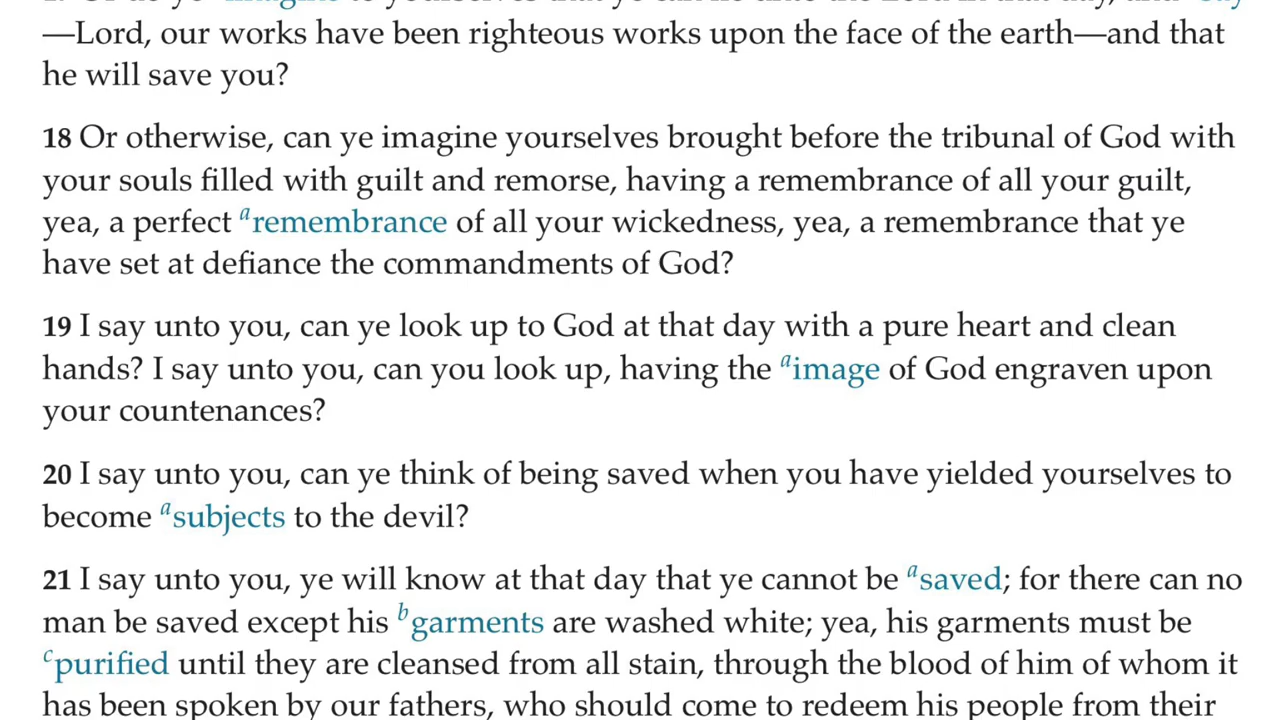 —Lord, our works have been righteous works upon the face of the earth—and that
he will save you?
18 Or otherwise, can ye imagine yourselves brought before the tribunal of God with
your souls filled with guilt and remorse, having a remembrance of all your guilt,
yea, a perfect ᵃremembrance of all your wickedness, yea, a remembrance that ye
have set at defiance the commandments of God?
19 I say unto you, can ye look up to God at that day with a pure heart and clean
hands? I say unto you, can you look up, having the ᵃimage of God engraven upon
your countenances?
20 I say unto you, can ye think of being saved when you have yielded yourselves to
become ᵃsubjects to the devil?
21 I say unto you, ye will know at that day that ye cannot be ᵃsaved; for there can no
man be saved except his ᵇgarments are washed white; yea, his garments must be
ᶜpurified until they are cleansed from all stain, through the blood of him of whom it
has been spoken by our fathers, who should come to redeem his people from their